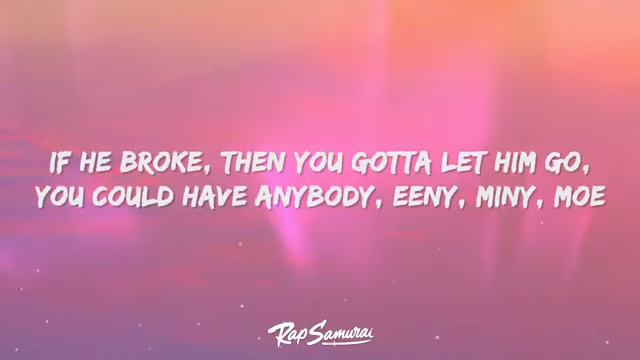 IF HE BROKE, THEN YOU GOTTA LET HIM GO,
YOU COULD HAVE ANYBODY, EENY, MINY, MOE
RapSamurai